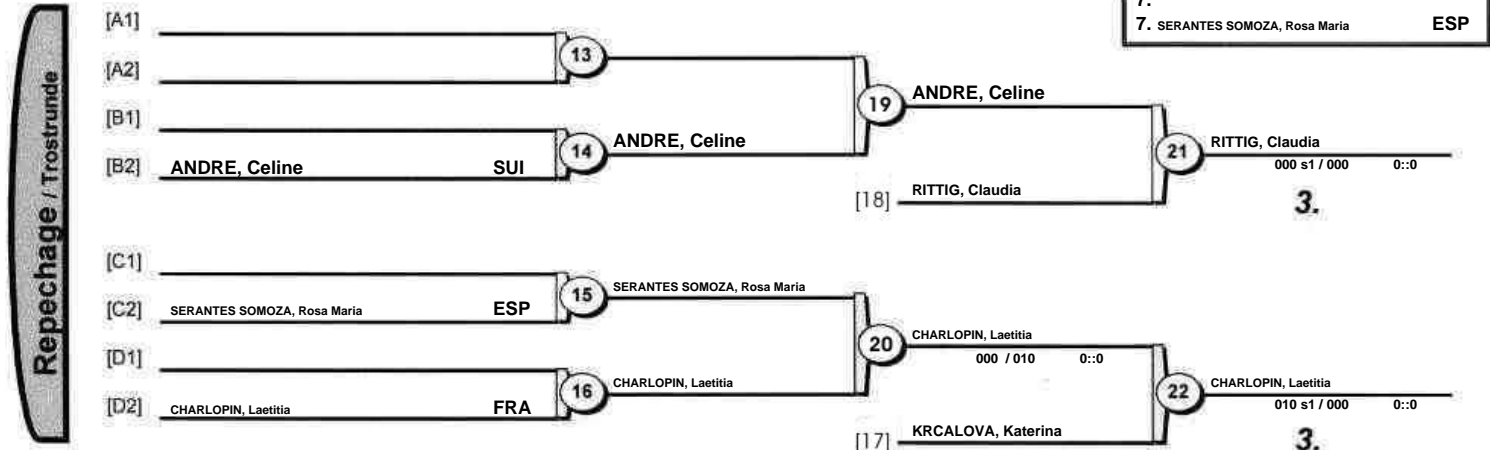 7.
7. SERANTES SOMOZA, Rosa Maria ESP
Repechage / Trostrunde
[A1]
13
[A2]
19 ANDRE, Celine
[B1]
14 ANDRE, Celine
[B2] ANDRE, Celine SUI
21 RITTIG, Claudia
000 s1 / 000 0::0
[18] RITTIG, Claudia
3.
[C1]
15 SERANTES SOMOZA, Rosa Maria
[C2] SERANTES SOMOZA, Rosa Maria ESP
20 CHARLOPIN, Laetitia
000 / 010 0::0
[D1]
16 CHARLOPIN, Laetitia
[D2] CHARLOPIN, Laetitia FRA
22 CHARLOPIN, Laetitia
010 s1 / 000 0::0
[17] KRCALOVA, Katerina
3.